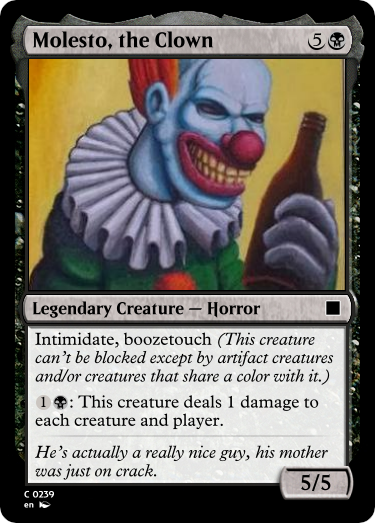 Molesto, the Clown 5
Legendary Creature — Horror
Intimidate, boozetouch (This creature
can't be blocked except by artifact creatures
and/or creatures that share a color with it.)
1 : This creature deals 1 damage to
each creature and player.
He's actually a really nice guy, his mother
was just on crack.
5/5
C 0239
en